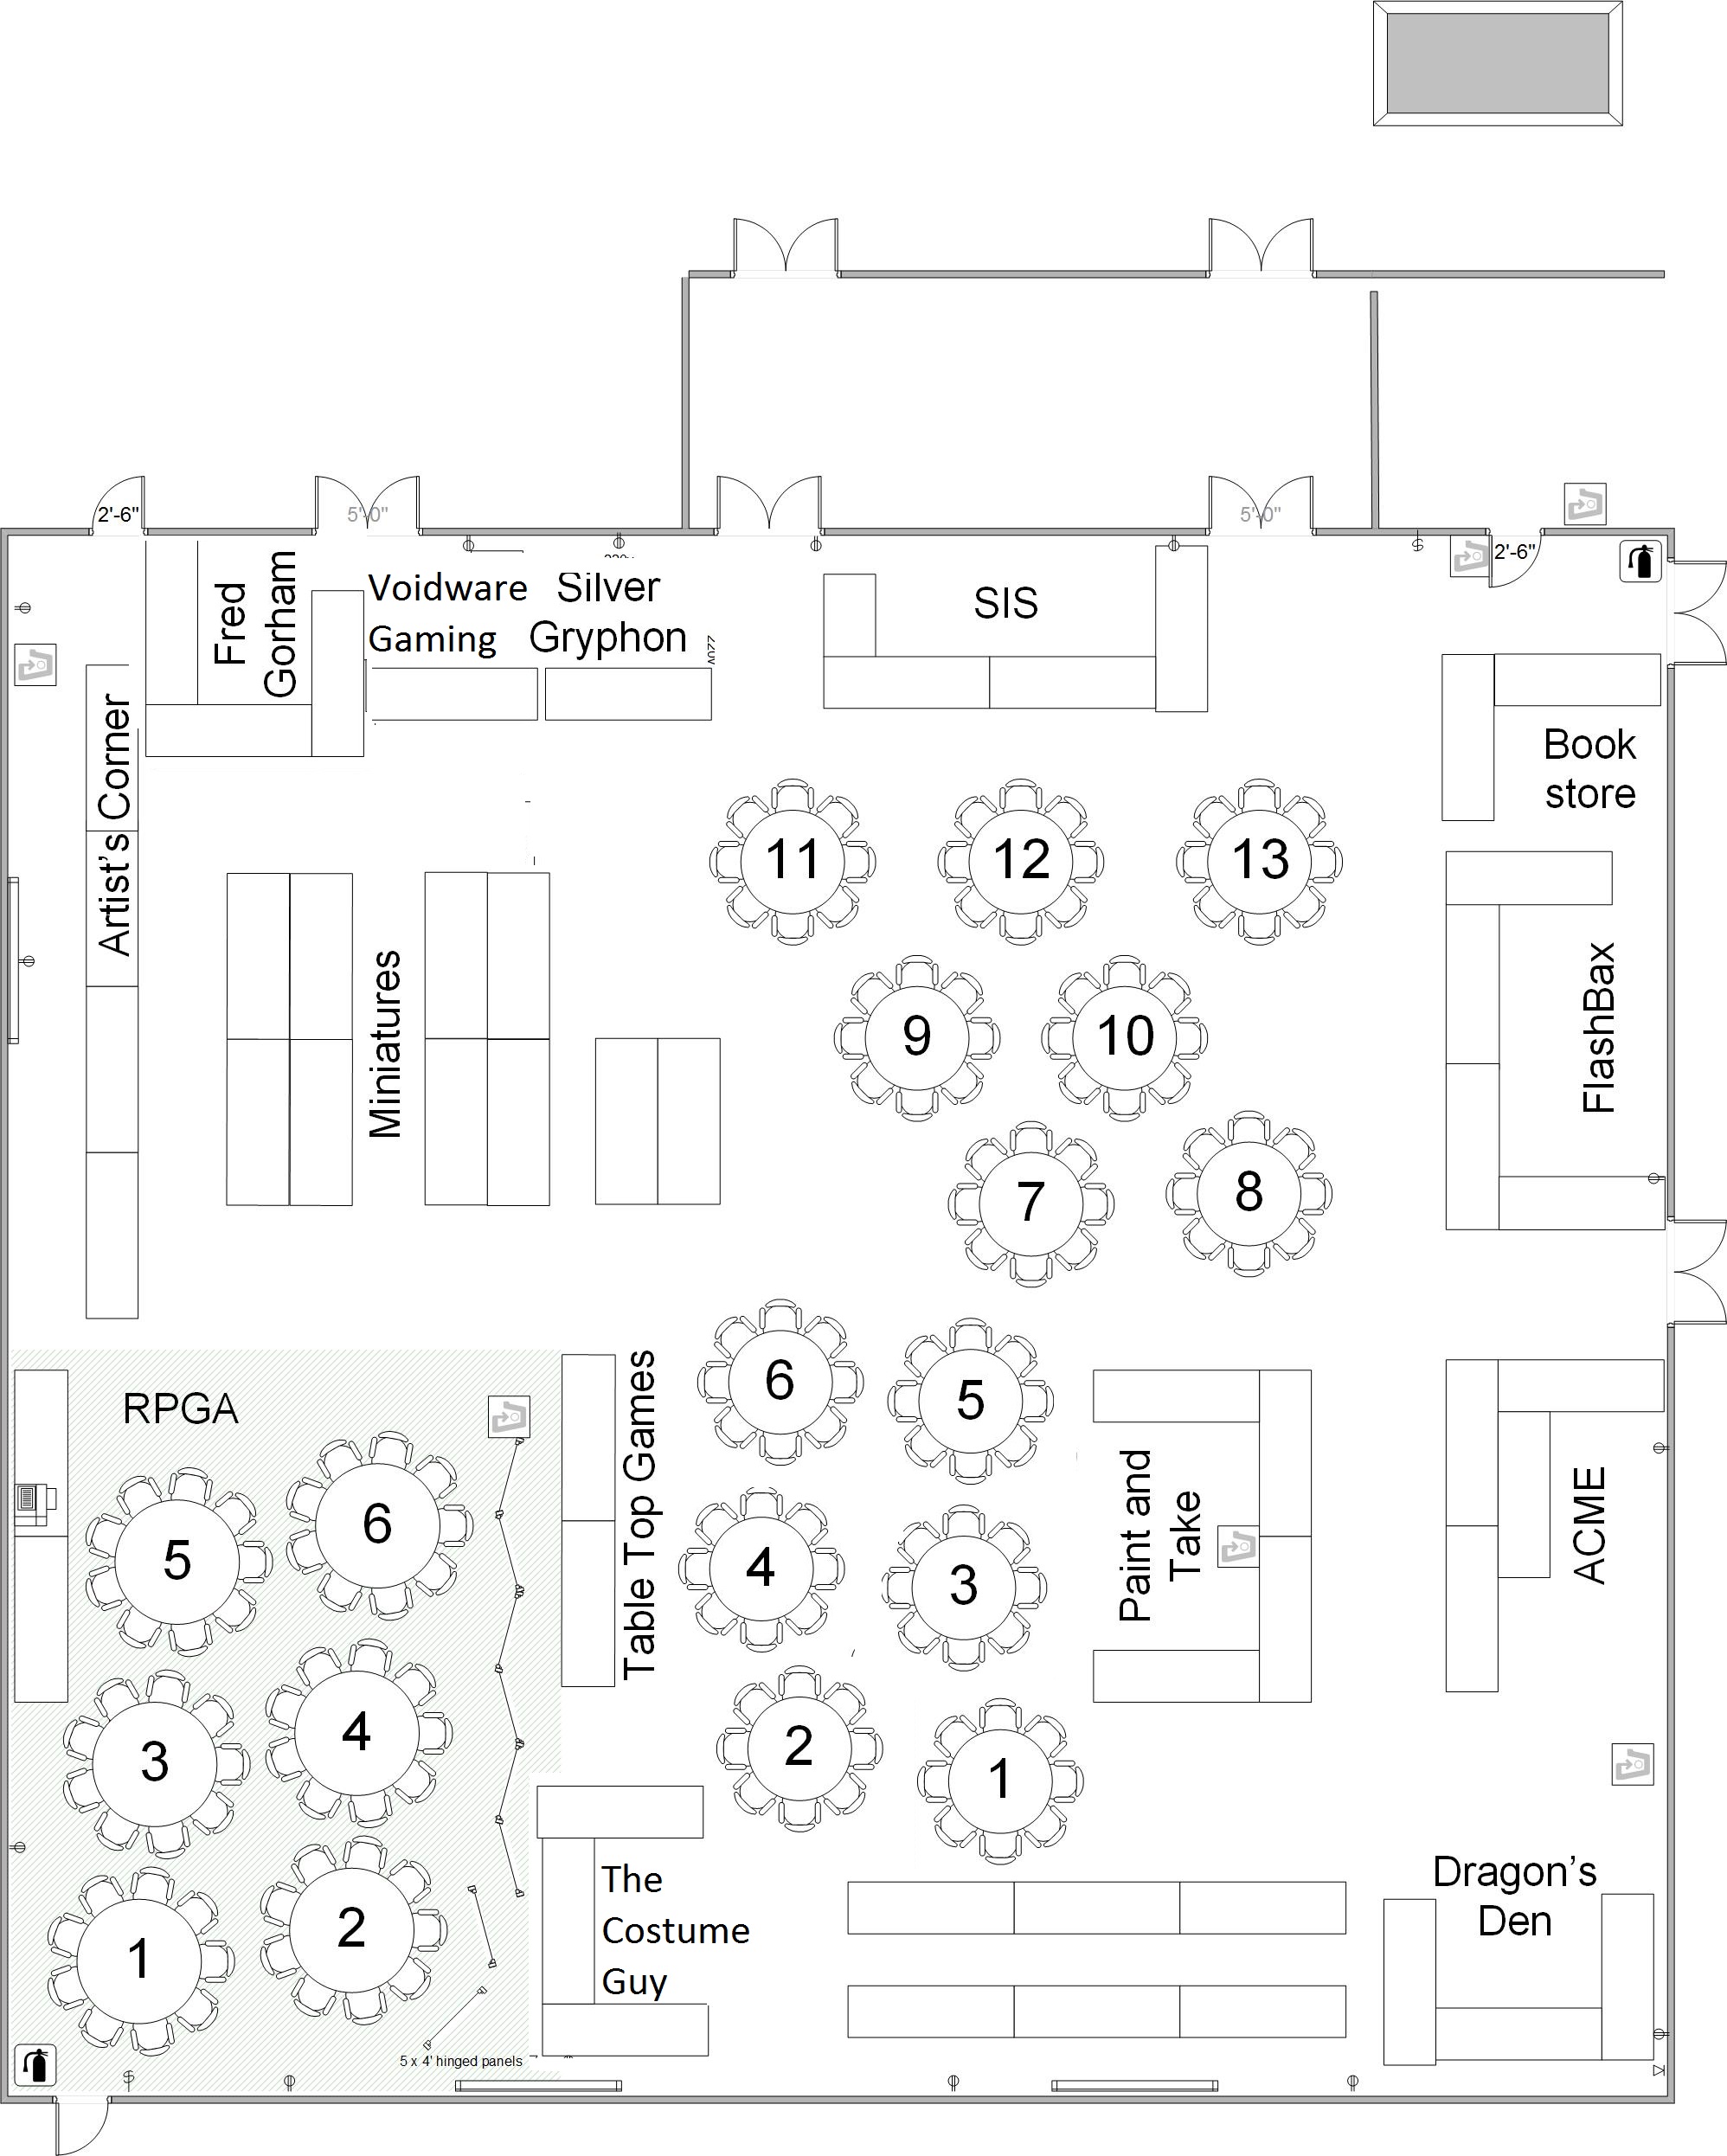 2'-6"
5'-0"
5'-0"
2'-6"
Fred
Gorham
Voidware
Gaming
Silver
Gryphon
220v
SIS
Book
store
Artist's Corner
11
12
13
Miniatures
9
10
FlashBax
7
8
RPGA
Table Top Games
6
5
Paint and
Take
ACME
6
5
4
3
4
3
2
1
The
Costume
Guy
Dragon's
Den
2
1
5 x 4' hinged panels